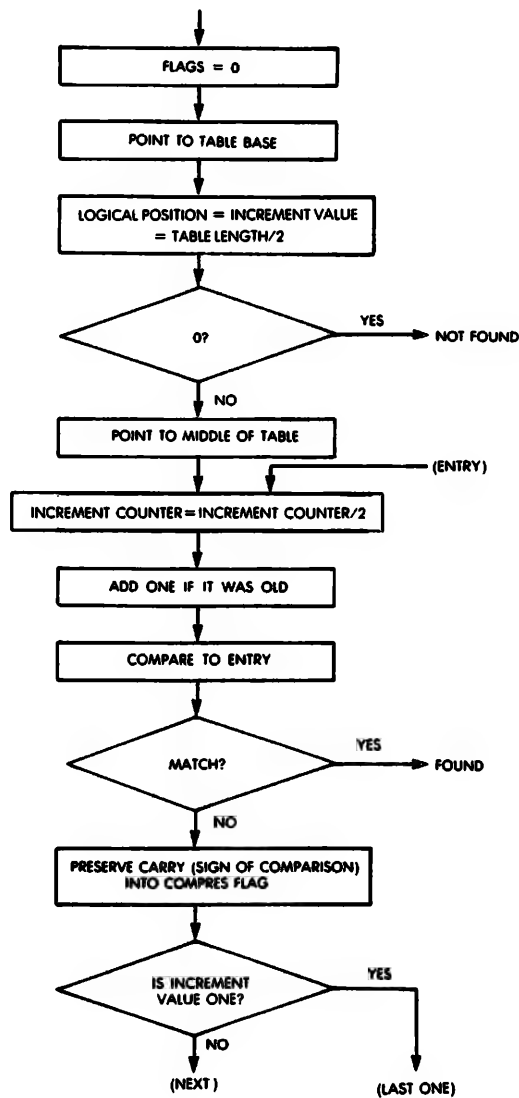 FLAGS = 0
POINT TO TABLE BASE
LOGICAL POSITION = INCREMENT VALUE
= TABLE LENGTH/2
0?
YES
NOT FOUND
NO
POINT TO MIDDLE OF TABLE
(ENTRY)
INCREMENT COUNTER=INCREMENT COUNTER/2
ADD ONE IF IT WAS OLD
COMPARE TO ENTRY
MATCH?
YES
FOUND
NO
PRESERVE CARRY (SIGN OF COMPARISON)
INTO COMPRES FLAG
IS INCREMENT
VALUE ONE?
YES
NO
(NEXT)
(LAST ONE)